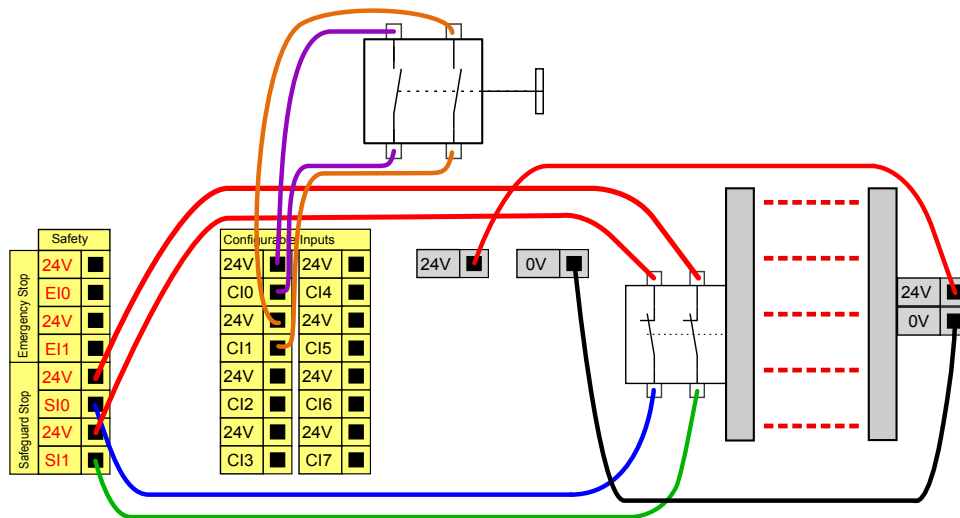 Safety
Emergency Stop
24V
EI0
24V
EI1
Safeguard Stop
24V
SI0
24V
SI1
Configurable Inputs
24V 24V
CI0 CI4
24V 24V
CI1 CI5
24V 24V
CI2 CI6
24V 24V
CI3 CI7
24V
0V
24V
0V